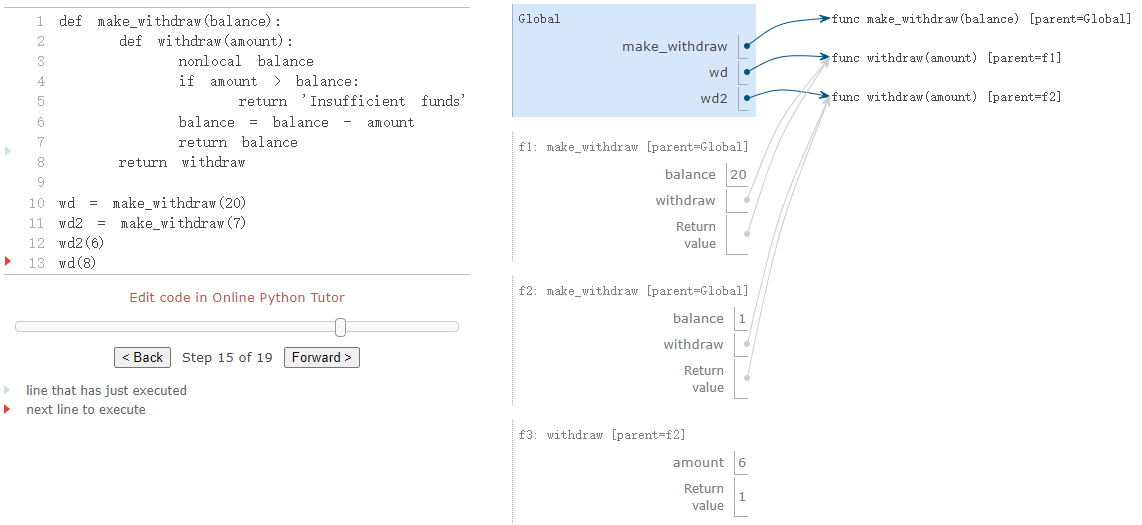 1 def make_withdraw(balance):
2 def withdraw(amount):
3 nonlocal balance
4 if amount > balance:
5 return 'Insufficient funds'
6 balance = balance - amount
7 return balance
8 return withdraw
9
10 wd = make_withdraw(20)
11 wd2 = make_withdraw(7)
12 wd2(6)
13 wd(8)
Edit code in Online Python Tutor
< Back Step 15 of 19 Forward >
line that has just executed
next line to execute
Global
make_withdraw
wd
wd2
func make_withdraw(balance) [parent=Global]
func withdraw(amount) [parent=f1]
func withdraw(amount) [parent=f2]
f1: make_withdraw [parent=Global]
balance 20
withdraw
Return
value
f2: make_withdraw [parent=Global]
balance 1
withdraw
Return
value
f3: withdraw [parent=f2]
amount 6
Return
value 1